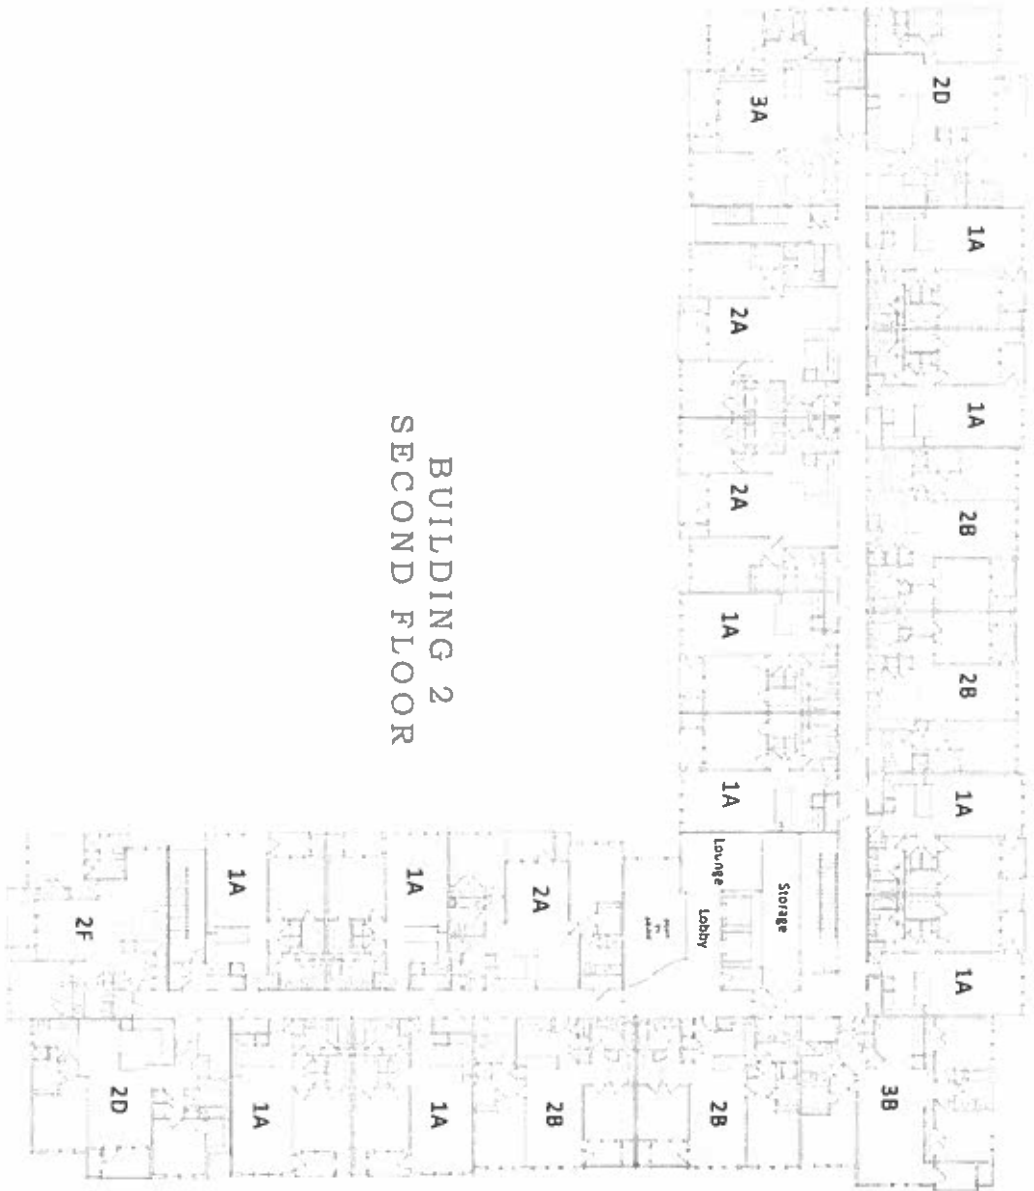 2D
3A
1A
2A
1A
2A
2B
1A
2B
1A
1A
Lounge
Lobby
Storage
1A
3B
2F
1A
1A
2A
2D
1A
1A
2B
2B
BUILDING 2
SECOND FLOOR